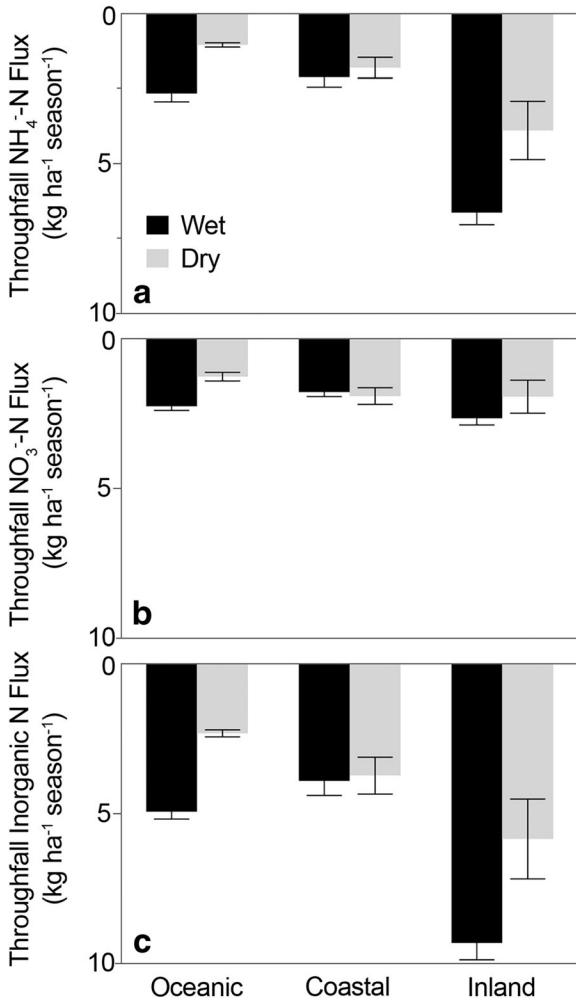 0
5
10
Throughfall NH₄⁻-N Flux
(kg ha⁻¹ season⁻¹)
Wet
Dry
a
0
5
10
Throughfall NO₃⁻-N Flux
(kg ha⁻¹ season⁻¹)
b
0
5
10
Throughfall Inorganic N Flux
(kg ha⁻¹ season⁻¹)
c
Oceanic Coastal Inland